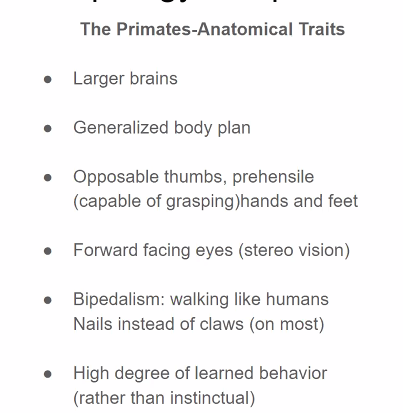 The Primates-Anatomical Traits
● Larger brains
● Generalized body plan
● Opposable thumbs, prehensile
(capable of grasping)hands and feet
● Forward facing eyes (stereo vision)
● Bipedalism: walking like humans
Nails instead of claws (on most)
● High degree of learned behavior
(rather than instinctual)